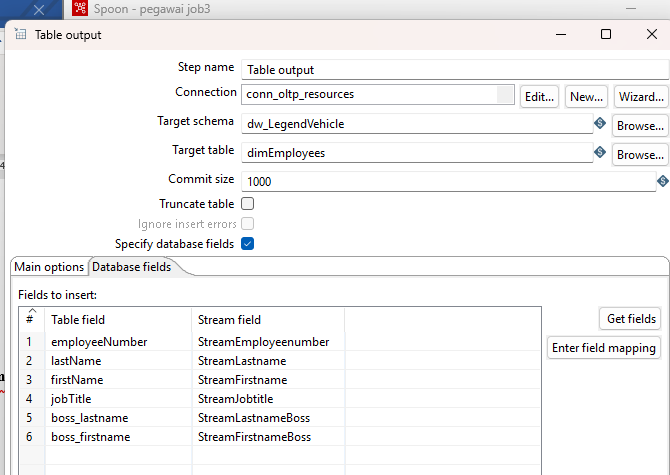 Spoon - pegawai job3
Table output
Step name Table output
Connection conn_oltp_resources Edit... New... Wizard...
Target schema dw_LegendVehicle Browse...
Target table dimEmployees Browse...
Commit size 1000
Truncate table
Ignore insert errors
Specify database fields
Main options Database fields
Fields to insert:
# Table field Stream field
Get fields
1 employeeNumber StreamEmployeenumber
Enter field mapping
2 lastName StreamLastname
3 firstName StreamFirstname
4 jobTitle StreamJobtitle
5 boss_lastname StreamLastnameBoss
6 boss_firstname StreamFirstnameBoss